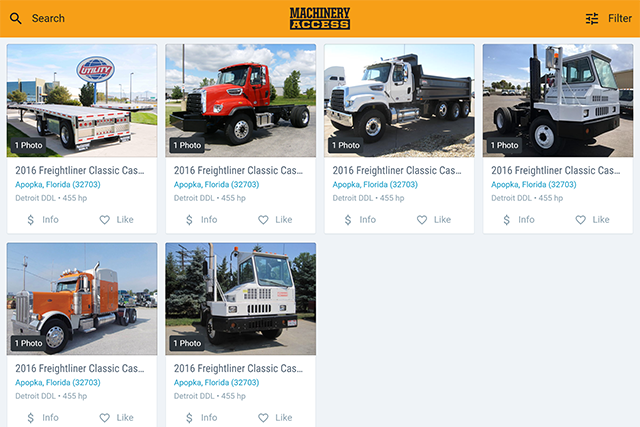 Search
MACHINERY
ACCESS
Filter
UTILITY
1 Photo
1 Photo
1 Photo
1 Photo
2016 Freightliner Classic Cas…
Apopka, Florida (32703)
Detroit DDL • 455 hp
Info
Like
2016 Freightliner Classic Cas…
Apopka, Florida (32703)
Detroit DDL • 455 hp
Info
Like
2016 Freightliner Classic Cas…
Apopka, Florida (32703)
Detroit DDL • 455 hp
$ Info
Like
2016 Freightliner Classic Cas…
Apopka, Florida (32703)
Detroit DDL • 455 hp
$ Info
Like
1 Photo
1 Photo
2016 Freightliner Classic Cas…
Apopka, Florida (32703)
Detroit DDL • 455 hp
$ Info
Like
2016 Freightliner Classic Cas…
Apopka, Florida (32703)
Detroit DDL • 455 hp
$ Info
Like